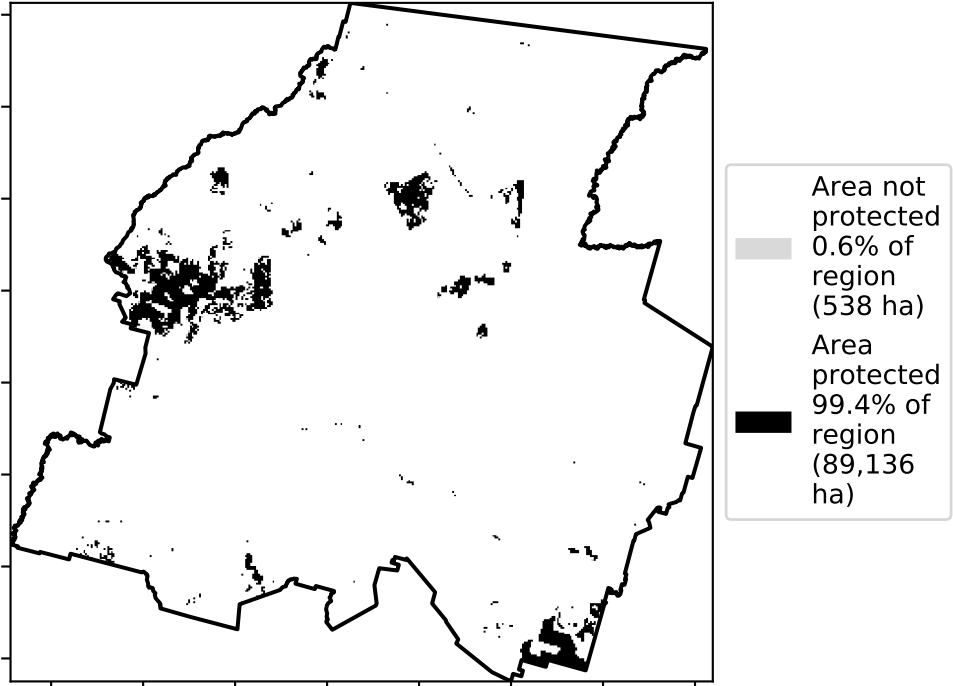 Area not
protected
0.6% of
region
(538 ha)
Area
protected
99.4% of
region
(89,136
ha)